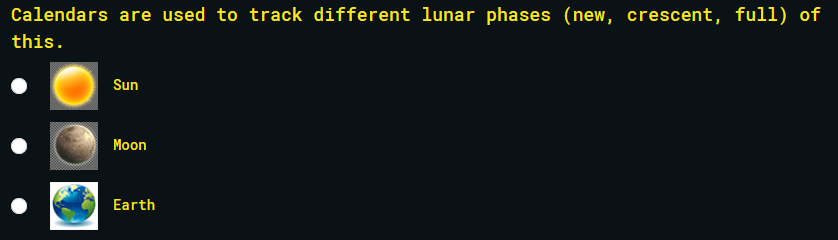 Calendars are used to track different lunar phases (new, crescent, full) of
this.
Sun
Moon
Earth